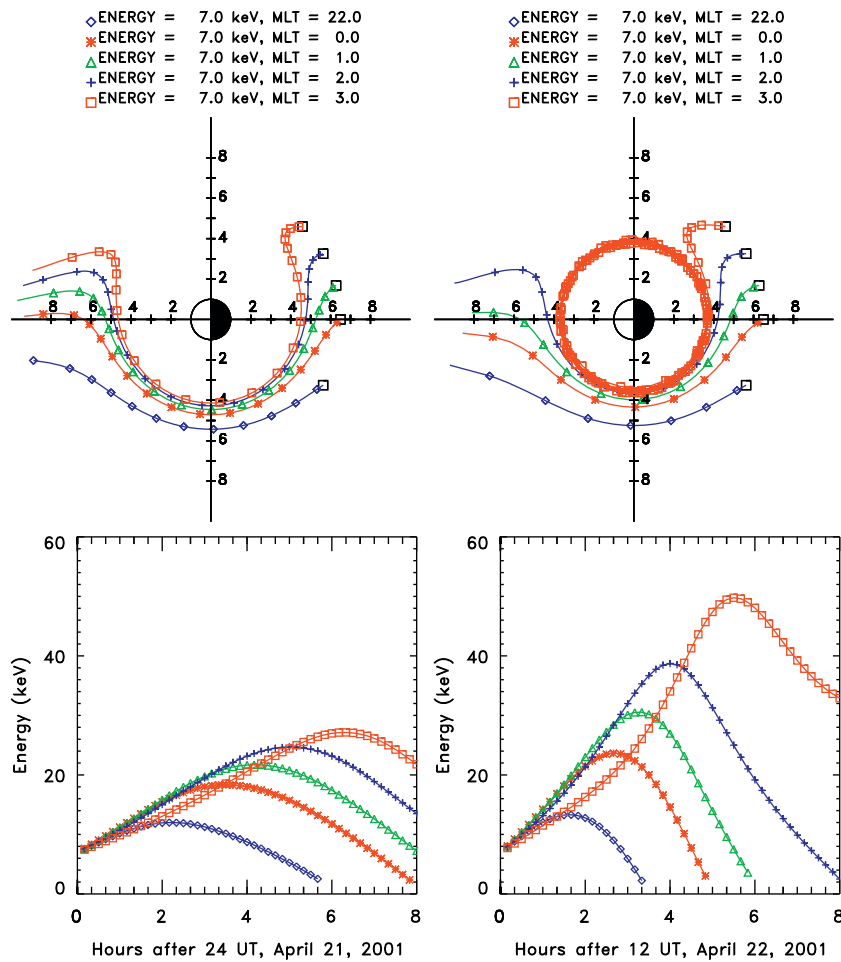 ENERGY = 7.0 keV, MLT = 22.0
ENERGY = 7.0 keV, MLT = 0.0
ENERGY = 7.0 keV, MLT = 1.0
ENERGY = 7.0 keV, MLT = 2.0
ENERGY = 7.0 keV, MLT = 3.0
ENERGY = 7.0 keV, MLT = 22.0
ENERGY = 7.0 keV, MLT = 0.0
ENERGY = 7.0 keV, MLT = 1.0
ENERGY = 7.0 keV, MLT = 2.0
ENERGY = 7.0 keV, MLT = 3.0
8
6
4
2
8 6 4 2 2 4 6 8
2
4
6
8
8
6
4
2
8 6 4 2 2 4 6 8
2
4
6
8
60
40
20
0
Energy (keV)
0 2 4 6 8
Hours after 24 UT, April 21, 2001
60
40
20
0
Energy (keV)
0 2 4 6 8
Hours after 12 UT, April 22, 2001